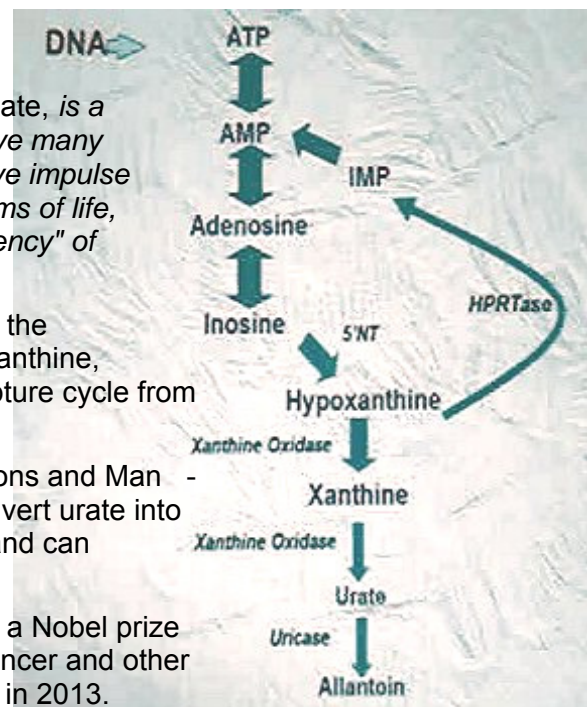 DNA
ATP
ate, is a
ve many
AMP
ve impulse
IMP
ms of life,
Adenosine
ency" of
HPRTase
the
Inosine
5'NT
anthine,
oture cycle from
Hypoxanthine
Xanthine Oxidase
ons and Man -
Xanthine
vert urate into
and can
Xanthine Oxidase
Urate
a Nobel prize
Uricase
ncer and other
Allantoin
in 2013.